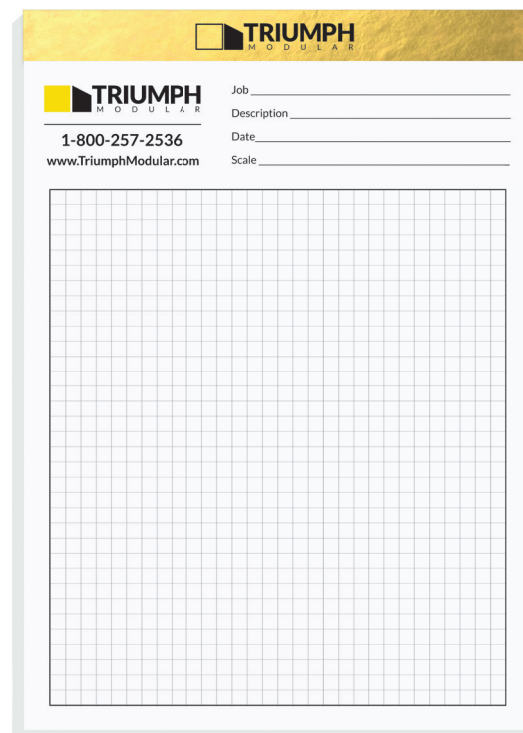 TRIUMPH
MODULAR
TRIUMPH
MODULAR
1-800-257-2536
www.TriumphModular.com
Job
Description
Date
Scale